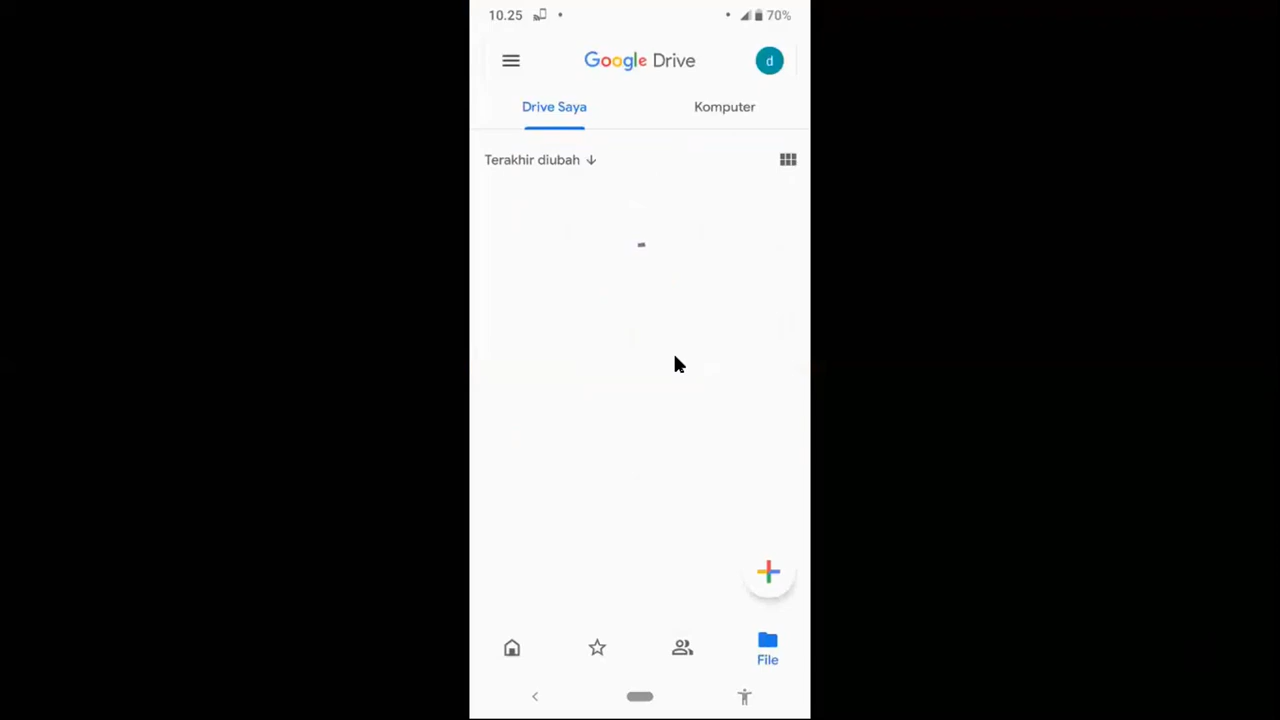 10.25
70%
Google Drive
d
Drive Saya
Komputer
Terakhir diubah
File